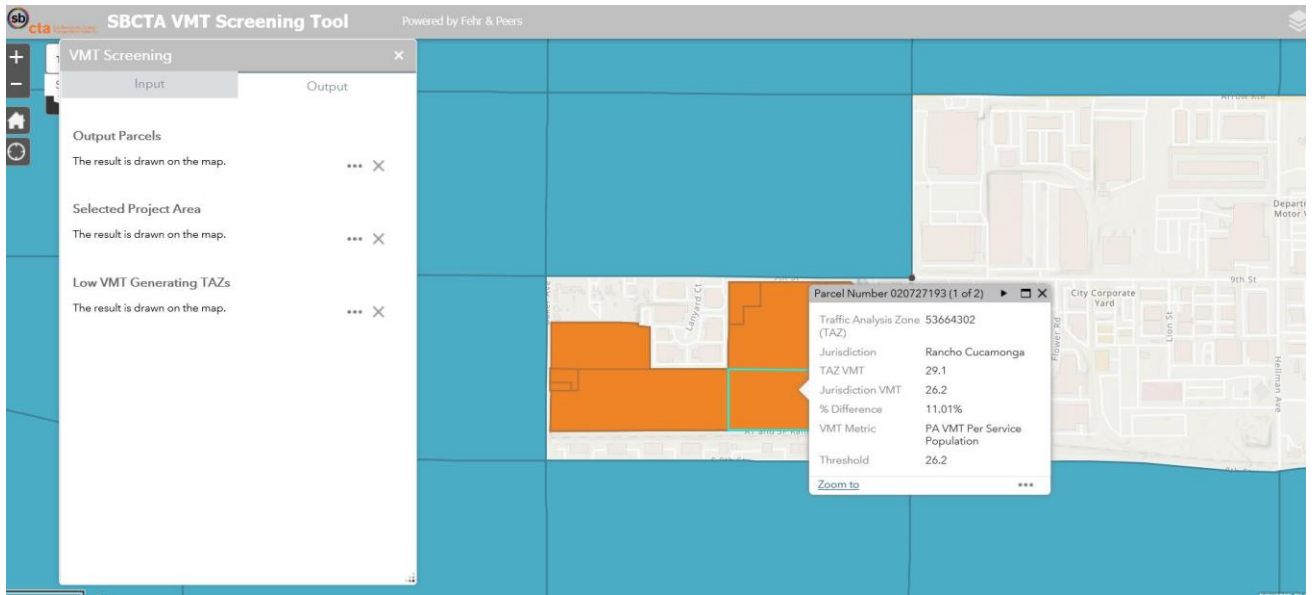 sb
cta
SBCTA VMT Screening Tool
Powered by Fehr & Peers
VMT Screening
Input
Output
Output Parcels
The result is drawn on the map.
Selected Project Area
The result is drawn on the map.
Low VMT Generating TAZs
The result is drawn on the map.
Lanyard Ct
Parcel Number 020727193 (1 of 2)
Traffic Analysis Zone (TAZ) 53664302
Jurisdiction Rancho Cucamonga
TAZ VMT 29.1
Jurisdiction VMT 26.2
% Difference 11.01%
VMT Metric PA VMT Per Service
Population
Threshold 26.2
Zoom to
9th St
City Corporate
Yard
Lion St
Flower Rd
Hellman Ave
Motor